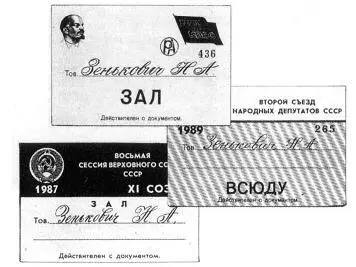 436
Тов. Зенькович Н А
ЗАЛ
Действителен с документом.
ВТОРОЙ СЪЕЗД
НАРОДНЫХ ДЕПУТАТОВ СССР
1989
265
Тов. Зенькович Н А
ВСЮДУ
Действителен с документом.
ВОСЬМАЯ
СЕССИЯ ВЕРХОВНОГО СО
СССР
1987 XI СОЗ
ЗАЛ
Тов. Зенькович Н. А.
Действителен с документом.